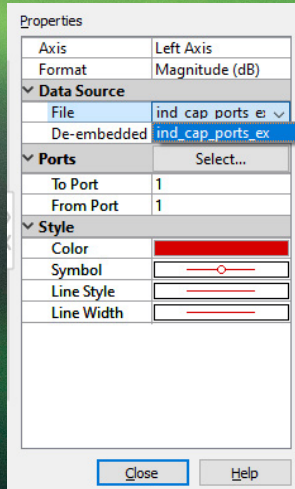 Properties
Axis Left Axis
Format Magnitude (dB)
Data Source
File ind_cap_ports_ex
De-embedded ind_cap_ports_ex
Ports Select...
To Port 1
From Port 1
Style
Color
Symbol
Line Style
Line Width
Close Help